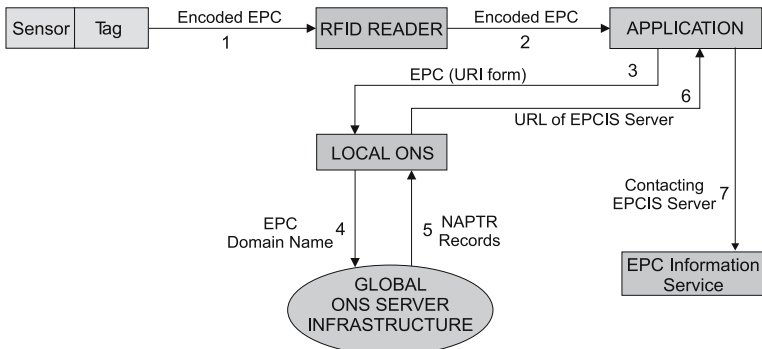 Sensor Tag
Encoded EPC
1
RFID READER
Encoded EPC
2
APPLICATION
EPC (URI form)
3
6
URL of EPCIS Server
LOCAL ONS
EPC
Domain Name
4
5
NAPTR
Records
Contacting
EPCIS Server
7
GLOBAL
ONS SERVER
INFRASTRUCTURE
EPC Information
Service